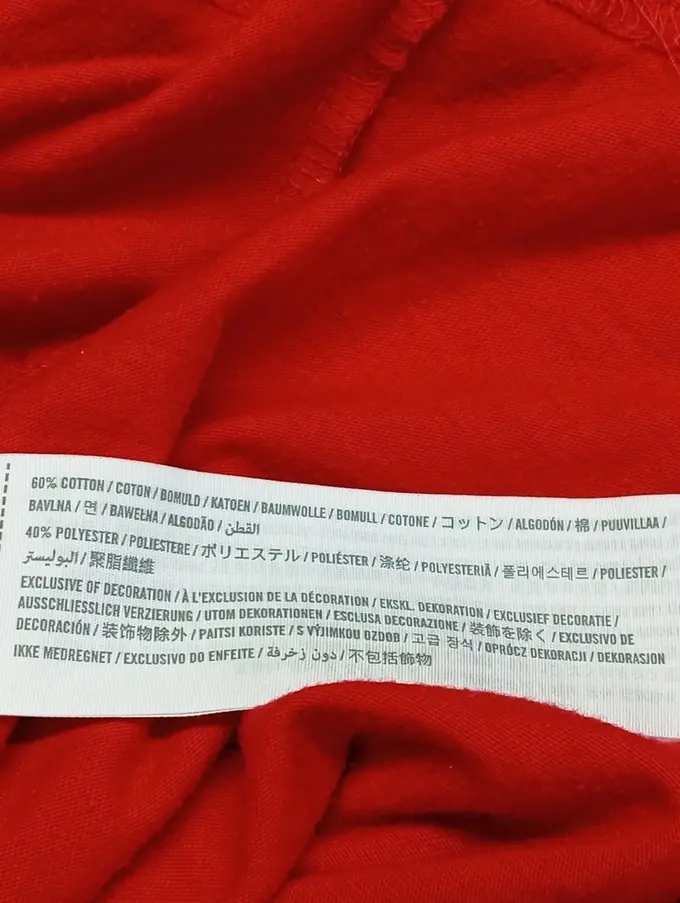 60% COTTON / COTON / BOMULD / KATOEN / BAUMWOLLE / BOMULL / COTONE / コットン / ALGODÓN / 棉 / PUUVILLAA /
BAVLNA / 면 / BAWEŁNA / ALGODÃO / القطن
40% POLYESTER / POLIESTERE / ポリエステル / POLIÉSTER / 涤纶 / POLYESTERIÄ / 폴리에스테르 / POLIESTER /
البوليستر / 聚脂纖維
EXCLUSIVE OF DECORATION / À L'EXCLUSION DE LA DÉCORATION / EKSKL. DEKORATION / EXCLUSIEF DECORATIE /
AUSSCHLIESSLICH VERZIERUNG / UTOM DEKORATIONEN / ESCLUSA DECORAZIONE / 装飾を除く / EXCLUSIVO DE
DECORACIÓN / 装饰物除外 / PAITSI KORISTE / S VÝJIMKOU OZDOB / 고급 장식 / OPRÓCZ DEKORACJI / DEKORASJON
IKKE MEDREGNET / EXCLUSIVO DO ENFEITE / دون زخرفة / 不包括飾物